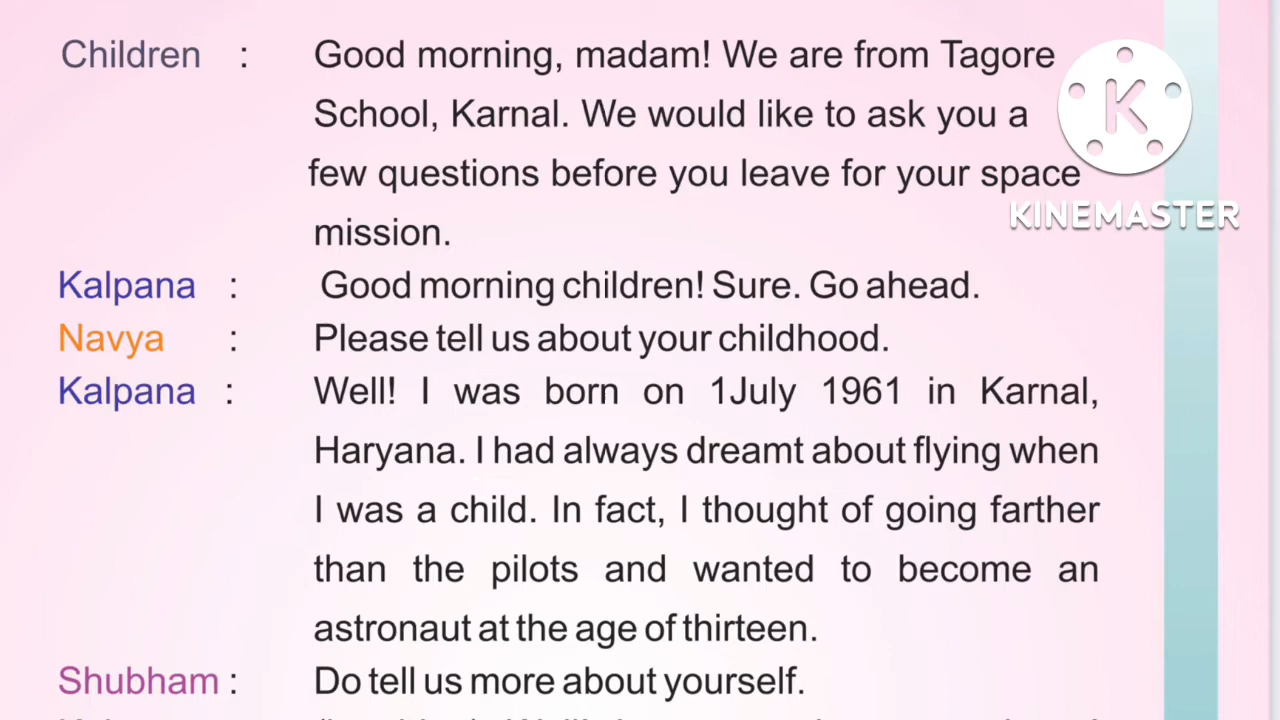 Children : Good morning, madam! We are from Tagore
School, Karnal. We would like to ask you a
few questions before you leave for your space
mission.
Kalpana : Good morning children! Sure. Go ahead.
Navya : Please tell us about your childhood.
Kalpana : Well! I was born on 1July 1961 in Karnal,
Haryana. I had always dreamt about flying when
I was a child. In fact, I thought of going farther
than the pilots and wanted to become an
astronaut at the age of thirteen.
Shubham : Do tell us more about yourself.
K
KINEMASTER